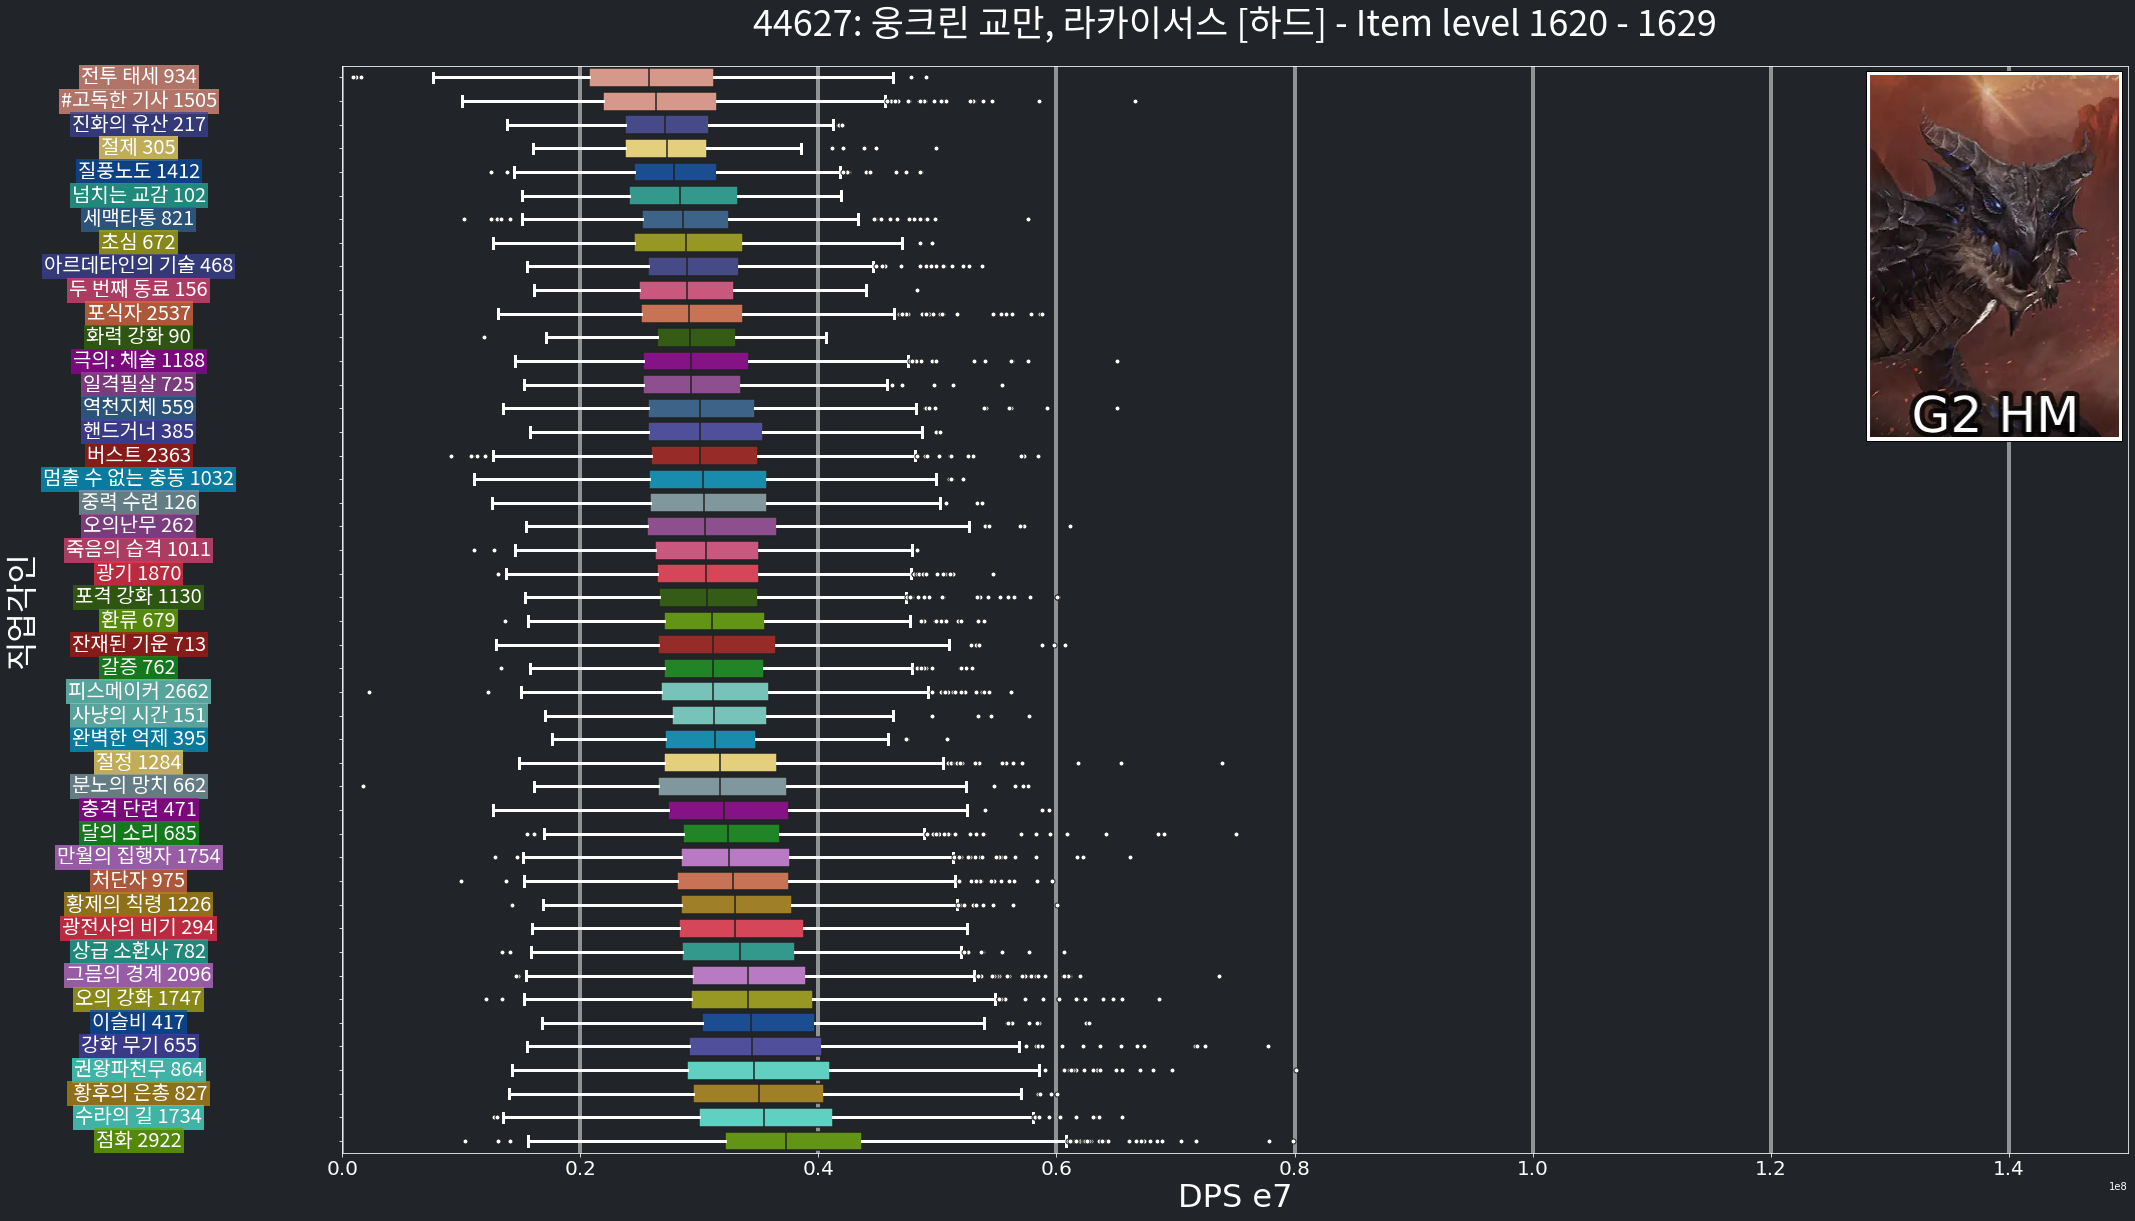 44627: 웅크린 교만, 라카이서스 [하드] - Item level 1620 - 1629
전투 태세 934
#고독한 기사 1505
진화의 유산 217
절제 305
질풍노도 1412
넘치는 교감 102
세맥타통 821
초심 672
아르데타인의 기술 468
두 번째 동료 156
포식자 2537
화력 강화 90
극의: 체술 1188
일격필살 725
역천지체 559
핸드거너 385
버스트 2363
멈출 수 없는 충동 1032
중력 수련 126
오의난무 262
죽음의 습격 1011
광기 1870
포격 강화 1130
환류 679
잔재된 기운 713
갈증 762
피스메이커 2662
사냥의 시간 151
완벽한 억제 395
절정 1284
분노의 망치 662
충격 단련 471
달의 소리 685
만월의 집행자 1754
처단자 975
황제의 칙령 1226
광전사의 비기 294
상급 소환사 782
그믐의 경계 2096
오의 강화 1747
이슬비 417
강화 무기 655
권왕파천무 864
황후의 은총 827
수라의 길 1734
점화 2922
직업각인
G2 HM
0.0 0.2 0.4 0.6 0.8 1.0 1.2 1.4
1e8
DPS e7